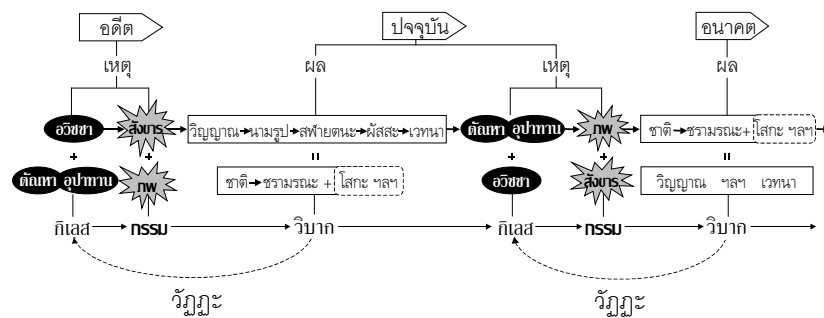 อดีต ปัจจุบัน อนาคต
เหตุ ผล เหตุ ผล
อวิชชา สังขาร วิญญาณ นามรูป สฬายตนะ ผัสสะ เวทนา ตัณหา อุปาทาน ภพ ชาติ ชรามรณะ+ โสกะ ฯลฯ
+ + = + + =
ตัณหา อุปาทาน ภพ ชาติ ชรามรณะ + โสกะ ฯลฯ อวิชชา สังขาร วิญญาณ ฯลฯ เวทนา
กิเลส กรรม วิบาก กิเลส กรรม วิบาก
วัฏฏะ วัฏฏะ